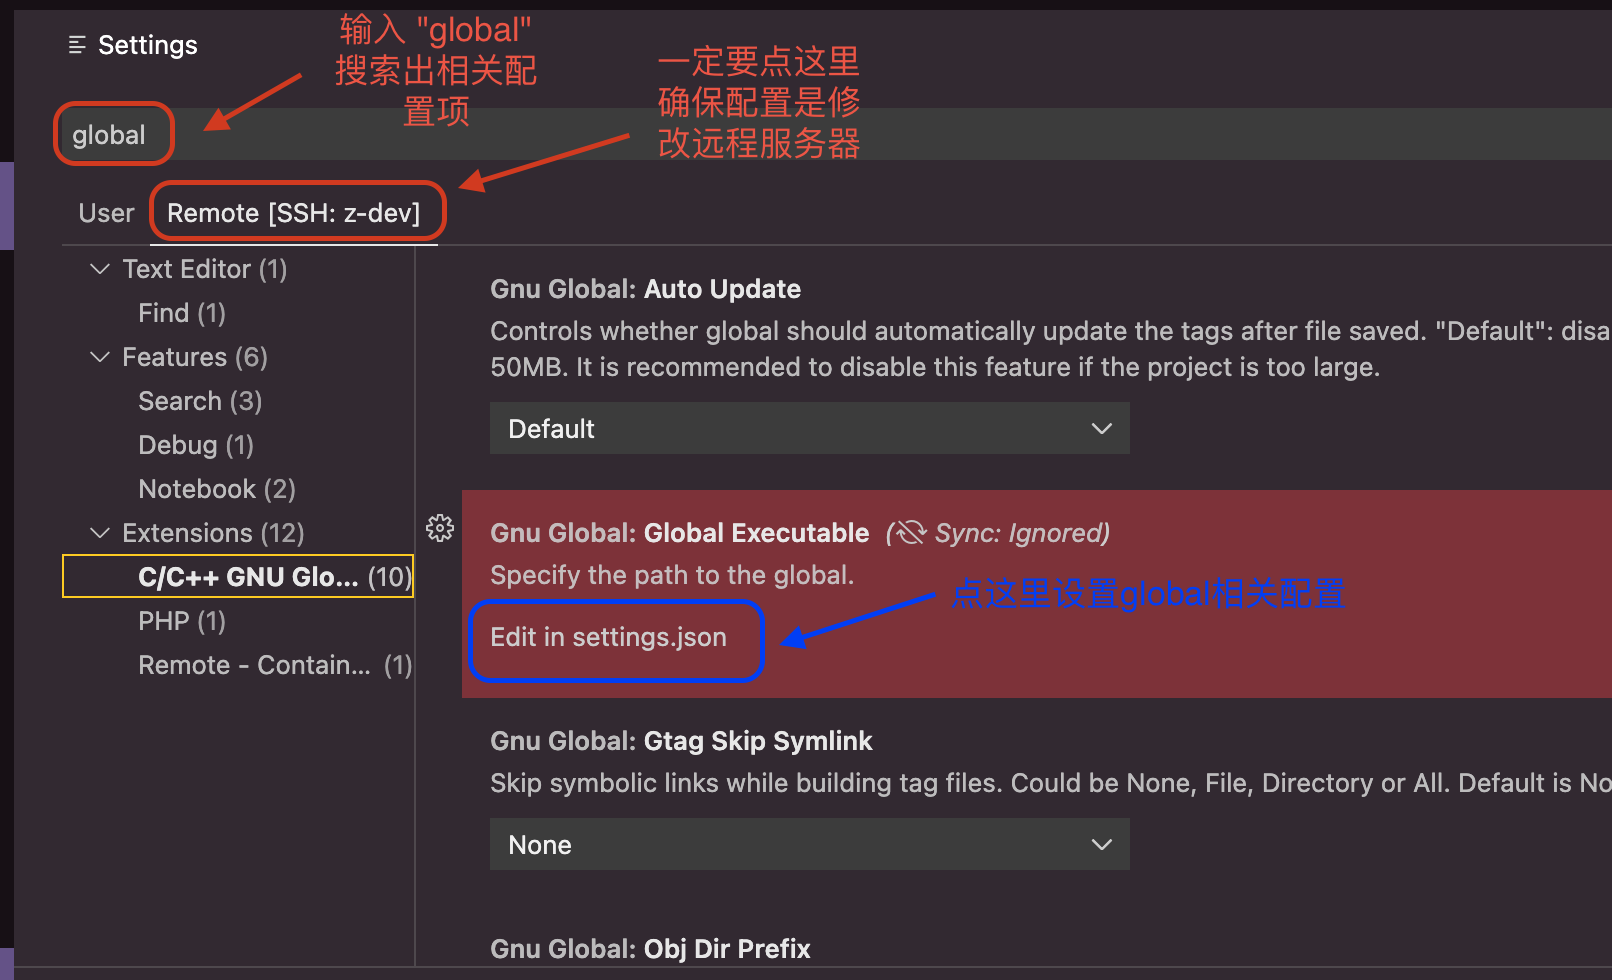 Settings
输入 "global"
搜索出相关配
置项
一定要点这里
确保配置是修
改远程服务器
global
User
Remote [SSH: z-dev]
Text Editor (1)
Find (1)
Features (6)
Search (3)
Debug (1)
Notebook (2)
Extensions (12)
C/C++ GNU Glo... (10)
PHP (1)
Remote - Contain... (1)
Gnu Global: Auto Update
Controls whether global should automatically update the tags after file saved. "Default": disa
50MB. It is recommended to disable this feature if the project is too large.
Default
Gnu Global: Global Executable (Sync: Ignored)
Specify the path to the global.
点这里设置global相关配置
Edit in settings.json
Gnu Global: Gtag Skip Symlink
Skip symbolic links while building tag files. Could be None, File, Directory or All. Default is No
None
Gnu Global: Obj Dir Prefix